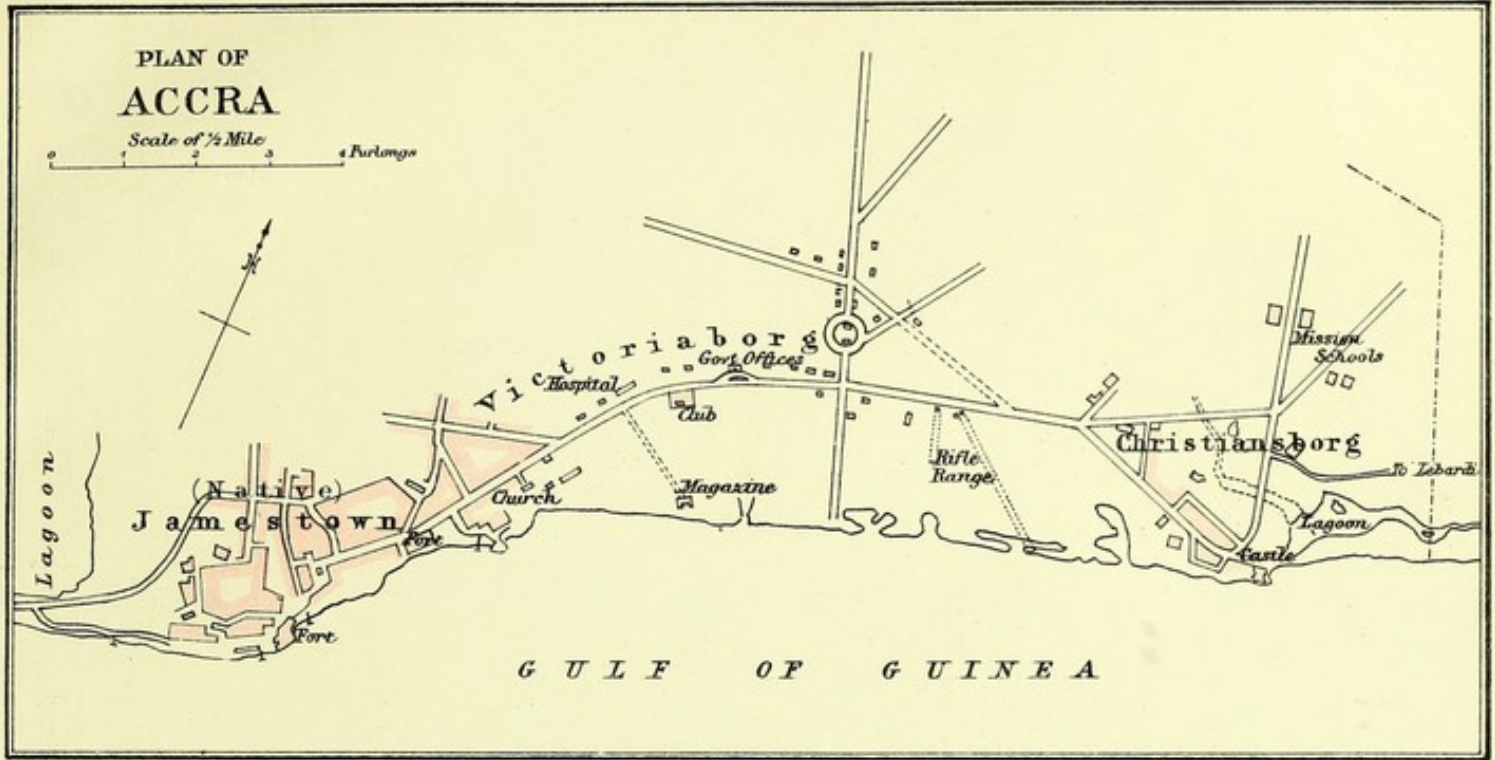 PLAN OF
ACCRA
Scale of ½ Mile
0 1 2 3 4 Furlongs
N
Victoriaborg
Govt. Offices
Hospital
Club
Mission
Schools
Christiansborg
To Lebardi
Lagoon
(Native)
Jamestown
Church
Magazine
Rifle
Range
Lagoon
Fort
Castle
Fort
GULF OF GUINEA